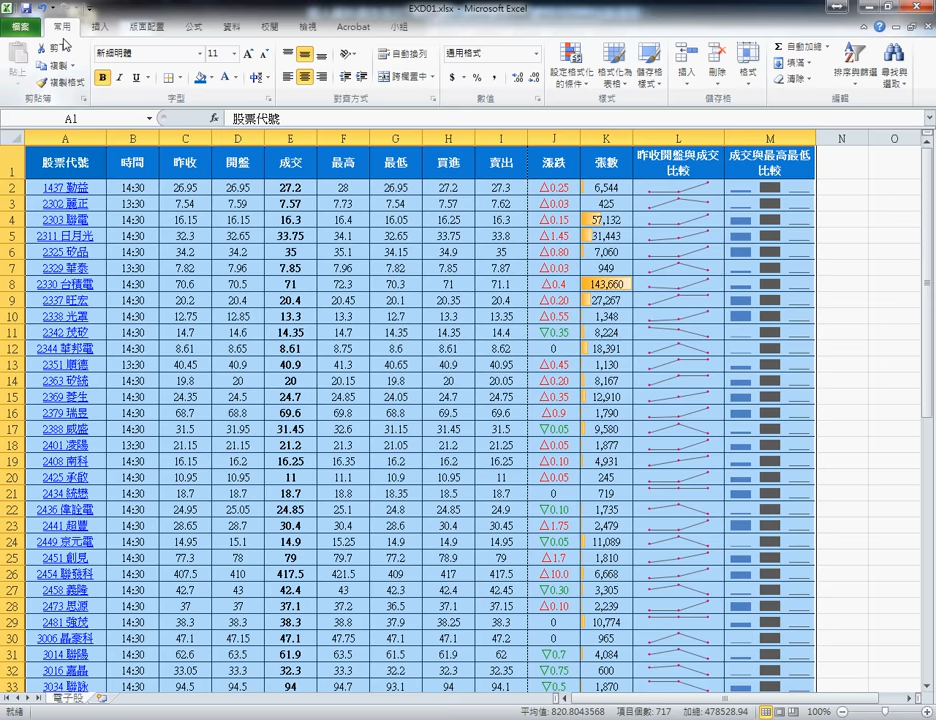 EXD01.xlsx - Microsoft Excel
檔案 常用 插入 版面配置 公式 資料 校閱 檢視 Acrobat 小組
貼上 剪下 複製 複製格式 剪貼簿
新細明體 11 字型
自動換列 跨欄置中 對齊方式
通用格式 數值
設定格式化的條件 格式化為表格 儲存格樣式 樣式
插入 刪除 格式 儲存格
自動加總 填滿 清除 排序與篩選 尋找與選取 編輯
A1 fx 股票代號
A B C D E F G H I J K L M N O
1 股票代號 時間 昨收 開盤 成交 最高 最低 買進 賣出 漲跌 張數 昨收開盤與成交比較 成交與最高最低比較
2 1437 勤益 14:30 26.95 26.95 27.2 28 26.95 27.2 27.3 △0.25 6,544
3 2302 麗正 13:30 7.54 7.59 7.57 7.73 7.54 7.57 7.62 △0.03 425
4 2303 聯電 14:30 16.15 16.15 16.3 16.4 16.05 16.25 16.3 △0.15 57,132
5 2311 日月光 14:30 32.3 32.65 33.75 34.1 32.65 33.75 33.8 △1.45 31,443
6 2325 矽品 14:30 34.2 34.2 35 35.1 34.15 34.9 35 △0.80 7,060
7 2329 華泰 13:30 7.82 7.96 7.85 7.96 7.82 7.85 7.87 △0.03 949
8 2330 台積電 14:30 70.6 70.5 71 72.3 70.3 71 71.1 △0.4 143,660
9 2337 旺宏 14:30 20.2 20.4 20.4 20.45 20.1 20.35 20.4 △0.20 27,267
10 2338 光罩 14:30 12.75 12.85 13.3 13.3 12.7 13.3 13.35 △0.55 1,348
11 2342 茂矽 14:30 14.7 14.6 14.35 14.7 14.35 14.35 14.4 ▽0.35 8,224
12 2344 華邦電 14:30 8.61 8.65 8.61 8.75 8.6 8.61 8.62 0 18,391
13 2351 順德 13:30 40.45 40.9 40.9 41.3 40.65 40.9 40.95 △0.45 1,130
14 2363 矽統 14:30 19.8 20 20 20.15 19.8 20 20.05 △0.20 8,167
15 2369 菱生 14:30 24.35 24.5 24.7 24.85 24.05 24.7 24.75 △0.35 12,910
16 2379 瑞昱 14:30 68.7 68.8 69.6 69.8 68.8 69.5 69.6 △0.9 1,790
17 2388 威盛 14:30 31.5 31.95 31.45 32.6 31.15 31.45 31.5 ▽0.05 9,580
18 2401 凌陽 13:30 21.15 21.15 21.2 21.3 21.05 21.2 21.25 △0.05 1,877
19 2408 南科 14:30 16.15 16.2 16.25 16.35 16.2 16.2 16.25 △0.10 4,931
20 2425 承啟 14:30 10.95 10.95 11 11.1 10.9 10.95 11 △0.05 245
21 2434 統懋 14:30 18.7 18.7 18.7 18.8 18.35 18.5 18.7 0 719
22 2436 偉詮電 14:30 24.95 25.05 24.85 25.1 24.8 24.85 24.9 ▽0.10 1,735
23 2441 超豐 14:30 28.65 28.7 30.4 30.4 28.6 30.4 30.45 △1.75 2,479
24 2449 京元電 14:30 14.95 15.1 14.9 15.25 14.9 14.9 14.95 ▽0.05 11,089
25 2451 創見 14:30 77.3 78 79 79.7 77.2 78.9 79 △1.7 1,810
26 2454 聯發科 14:30 407.5 410 417.5 421.5 409 417 417.5 △10.0 6,668
27 2458 義隆 14:30 42.7 43 42.4 43 42.3 42.4 42.45 ▽0.30 3,305
28 2473 思源 14:30 37 37 37.1 37.2 36.5 37.1 37.15 △0.10 2,239
29 2481 強茂 14:30 38.3 38.3 38.3 38.8 37.9 38.25 38.3 0 10,774
30 3006 晶豪科 14:30 47.1 47.15 47.1 47.75 47.1 47.1 47.2 0 965
31 3014 聯陽 14:30 62.6 63.5 61.9 63.5 61.5 61.9 62 ▽0.7 4,084
32 3016 嘉晶 14:30 33.05 33.3 32.3 33.3 32.2 32.3 32.35 ▽0.75 600
33 3034 聯詠 14:30 94.5 94.5 94 94.7 93.1 94 94.1 ▽0.5 1,870
電子股
就緒 平均值: 820.8043568 項目個數: 717 加總: 478528.94 100%